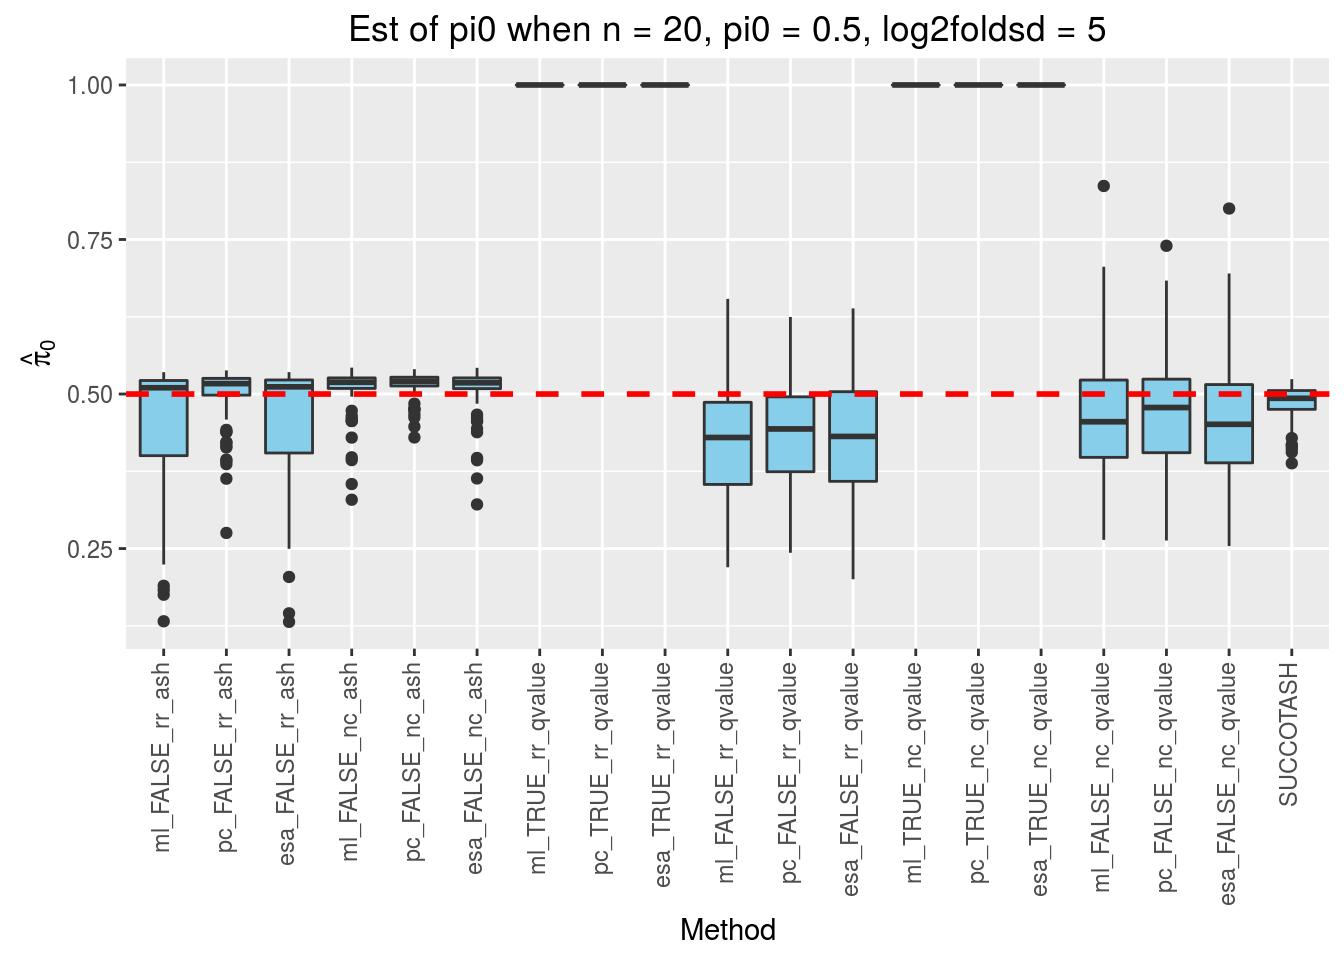 Est of pi0 when n = 20, pi0 = 0.5, log2foldsd = 5
1.00
0.75
0.50
0.25
π̂₀
ml_FALSE_rr_ash
pc_FALSE_rr_ash
esa_FALSE_rr_ash
ml_FALSE_nc_ash
pc_FALSE_nc_ash
esa_FALSE_nc_ash
ml_TRUE_rr_qvalue
pc_TRUE_rr_qvalue
esa_TRUE_rr_qvalue
ml_FALSE_rr_qvalue
pc_FALSE_rr_qvalue
esa_FALSE_rr_qvalue
ml_TRUE_nc_qvalue
pc_TRUE_nc_qvalue
esa_TRUE_nc_qvalue
ml_FALSE_nc_qvalue
pc_FALSE_nc_qvalue
esa_FALSE_nc_qvalue
SUCCOTASH
Method